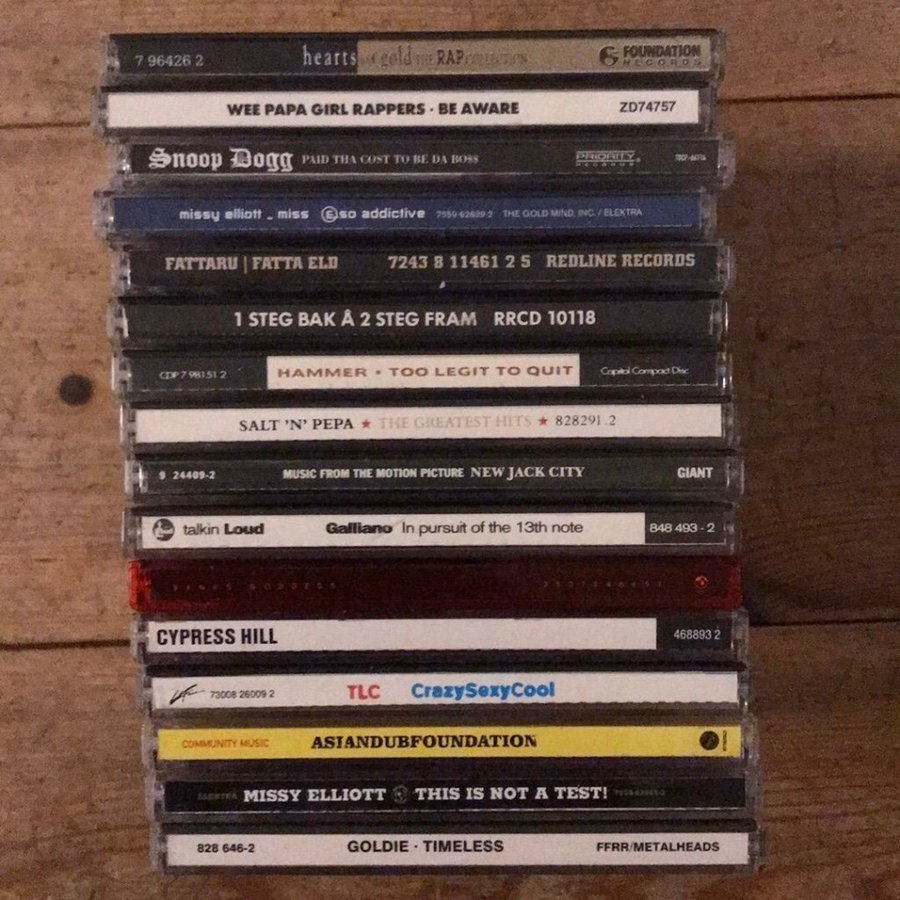 7 96426 2 hearts of gold THE RAP COLLECTION FOUNDATION RECORDS
WEE PAPA GIRL RAPPERS · BE AWARE ZD74757
Snoop Dogg PAID THA COST TO BE DA BOSS PRIORITY RECORDS
missy elliott _ miss E so addictive 7559 62639 2 THE GOLD MIND, INC. / ELEKTRA
FATTARU | FATTA ELD 7243 8 11461 2 5 REDLINE RECORDS
1 STEG BAK Å 2 STEG FRAM RRCD 10118
CDP 7 98151 2 HAMMER · TOO LEGIT TO QUIT Capitol Compact Disc
SALT 'N' PEPA ★ THE GREATEST HITS ★ 828291.2
9 24409-2 MUSIC FROM THE MOTION PICTURE NEW JACK CITY GIANT
talkin Loud Galliano In pursuit of the 13th note 848 493 - 2
CYPRESS HILL 468893 2
73008 26009 2 TLC CrazySexyCool
COMMUNITY MUSIC ASIANDUBFOUNDATION
ELEKTRA MISSY ELLIOTT THIS IS NOT A TEST!
828 646-2 GOLDIE · TIMELESS FFRR/METALHEADS